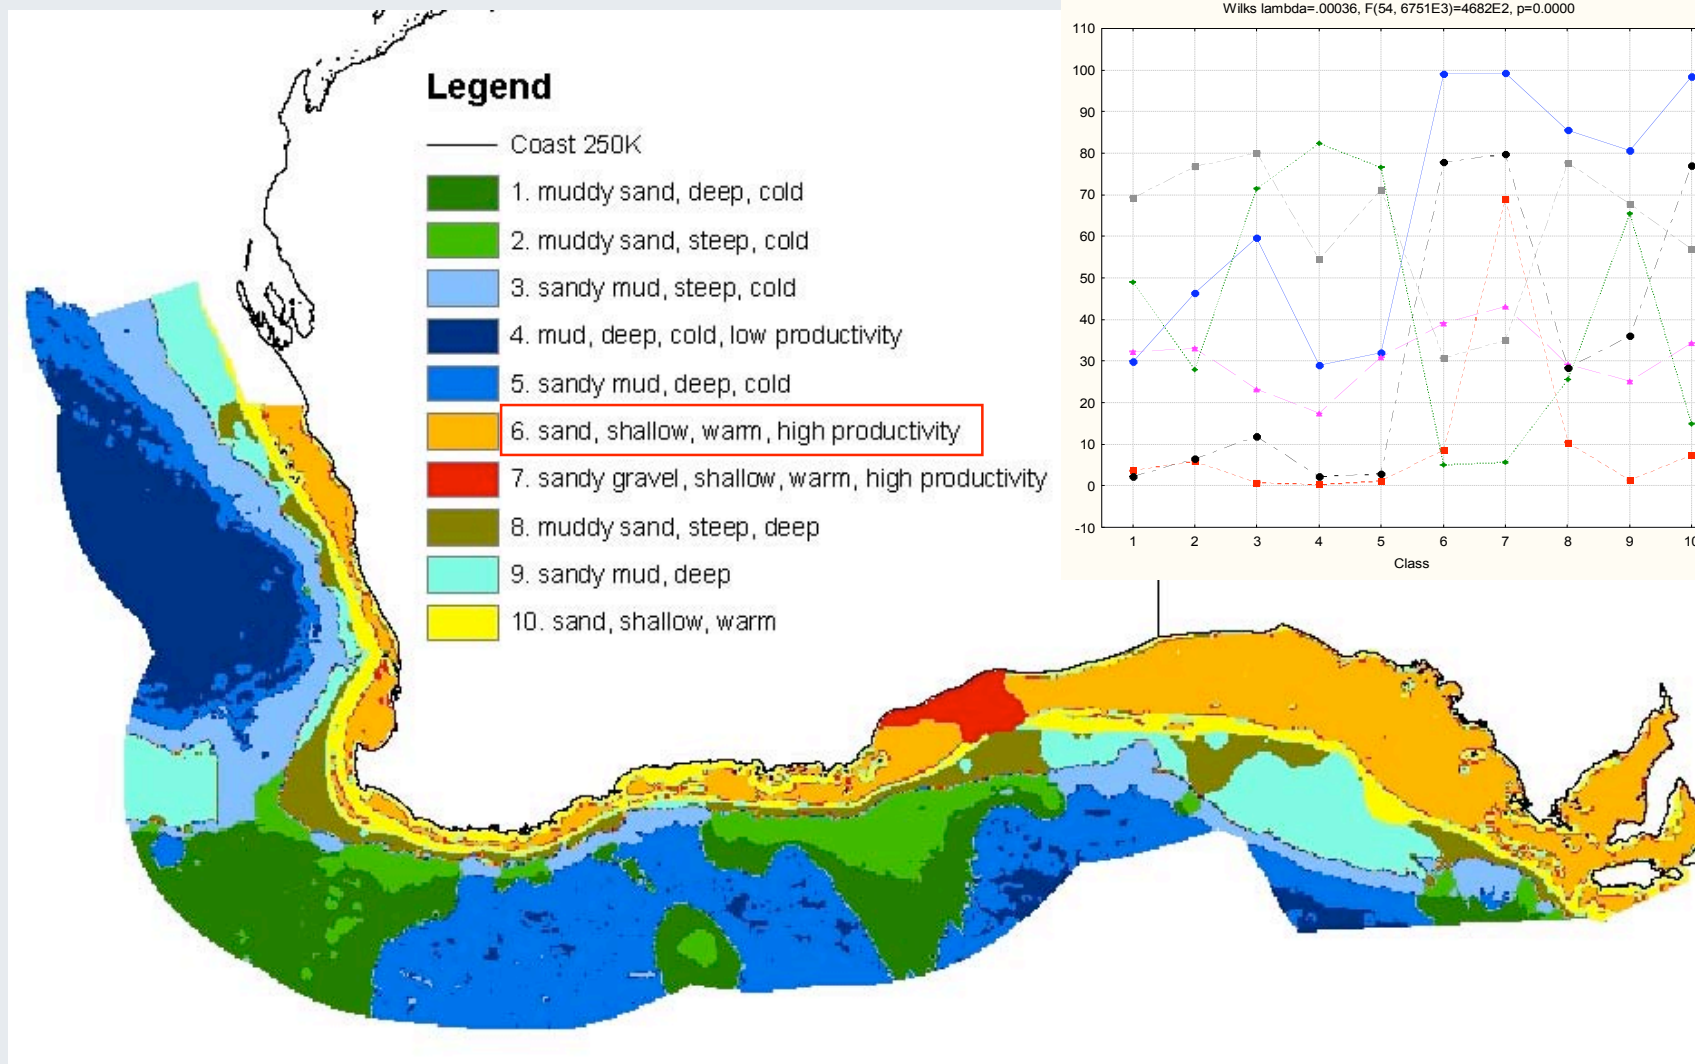 Wilks lambda=.00036, F(54, 6751E3)=4682E2, p=0.0000
Legend
Coast 250K
1. muddy sand, deep, cold
2. muddy sand, steep, cold
3. sandy mud, steep, cold
4. mud, deep, cold, low productivity
5. sandy mud, deep, cold
6. sand, shallow, warm, high productivity
7. sandy gravel, shallow, warm, high productivity
8. muddy sand, steep, deep
9. sandy mud, deep
10. sand, shallow, warm
110
100
90
80
70
60
50
40
30
20
10
0
-10
1 2 3 4 5 6 7 8 9 10
Class